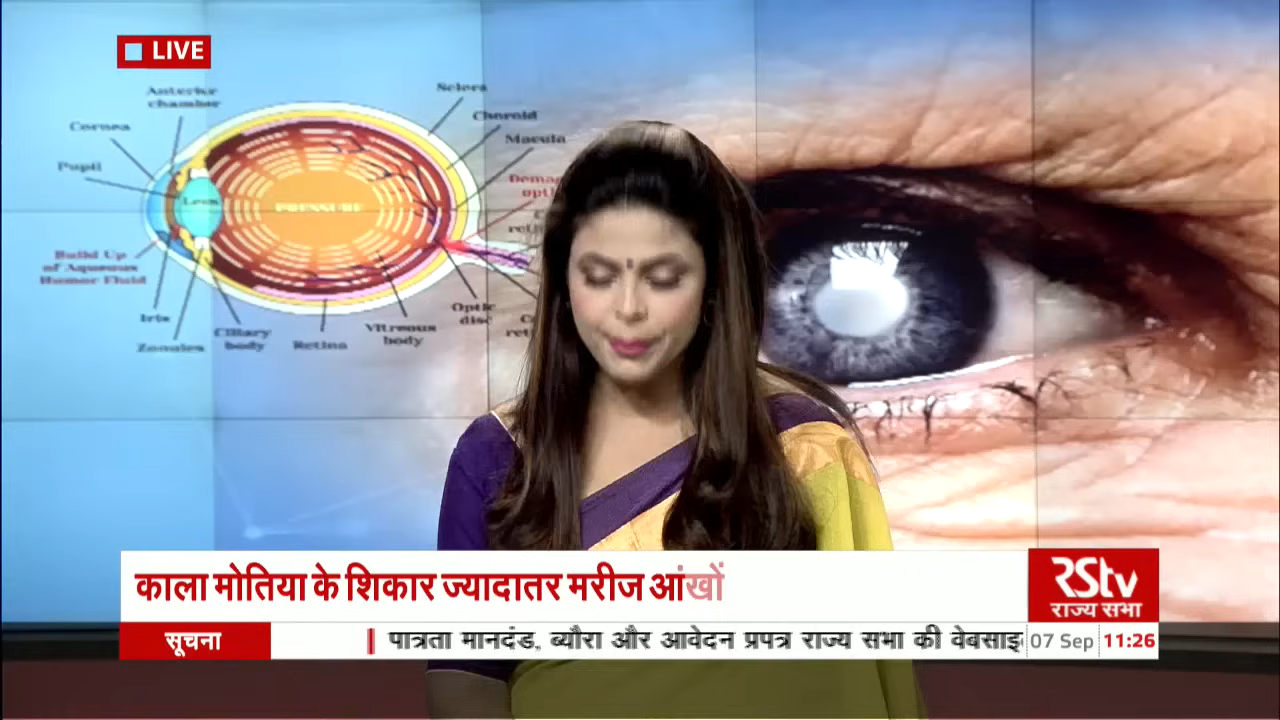 LIVE
Anterior
chamber
Sclera
Choroid
Cornea
Macula
Pupil
Lens
PRESSURE
Build Up
of Aqueous
Humor Fluid
Iris
Zonules
Ciliary
body
Retina
Vitreous
body
Optic
disc
काला मोतिया के शिकार ज्यादातर मरीज आंखों
RSTV
राज्य सभा
सूचना
पात्रता मानदंड, ब्यौरा और आवेदन प्रपत्र राज्य सभा की वेबसाइ
07 Sep
11:26